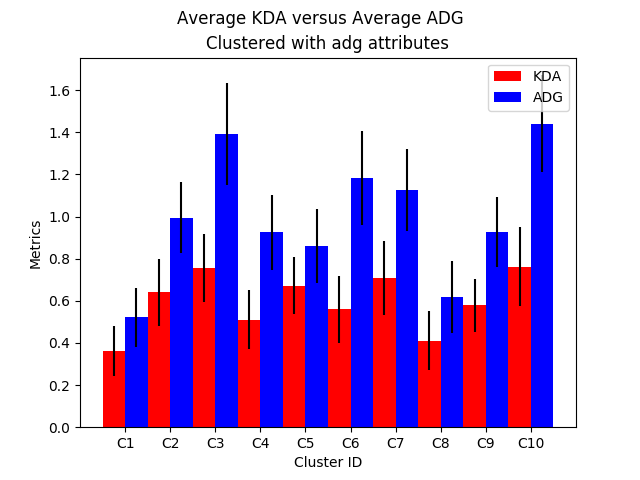 Average KDA versus Average ADG
Clustered with adg attributes
KDA
ADG
1.6
1.4
1.2
1.0
0.8
0.6
0.4
0.2
0.0
Metrics
C1 C2 C3 C4 C5 C6 C7 C8 C9 C10
Cluster ID